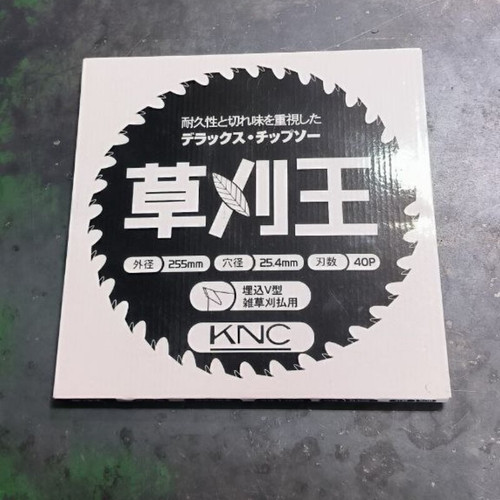 耐久性と切れ味を重視した
デラックス・チップソー
草刈王
外径 255mm 穴径 25.4mm 刃数 40P
埋込V型
雑草刈払用
KNC